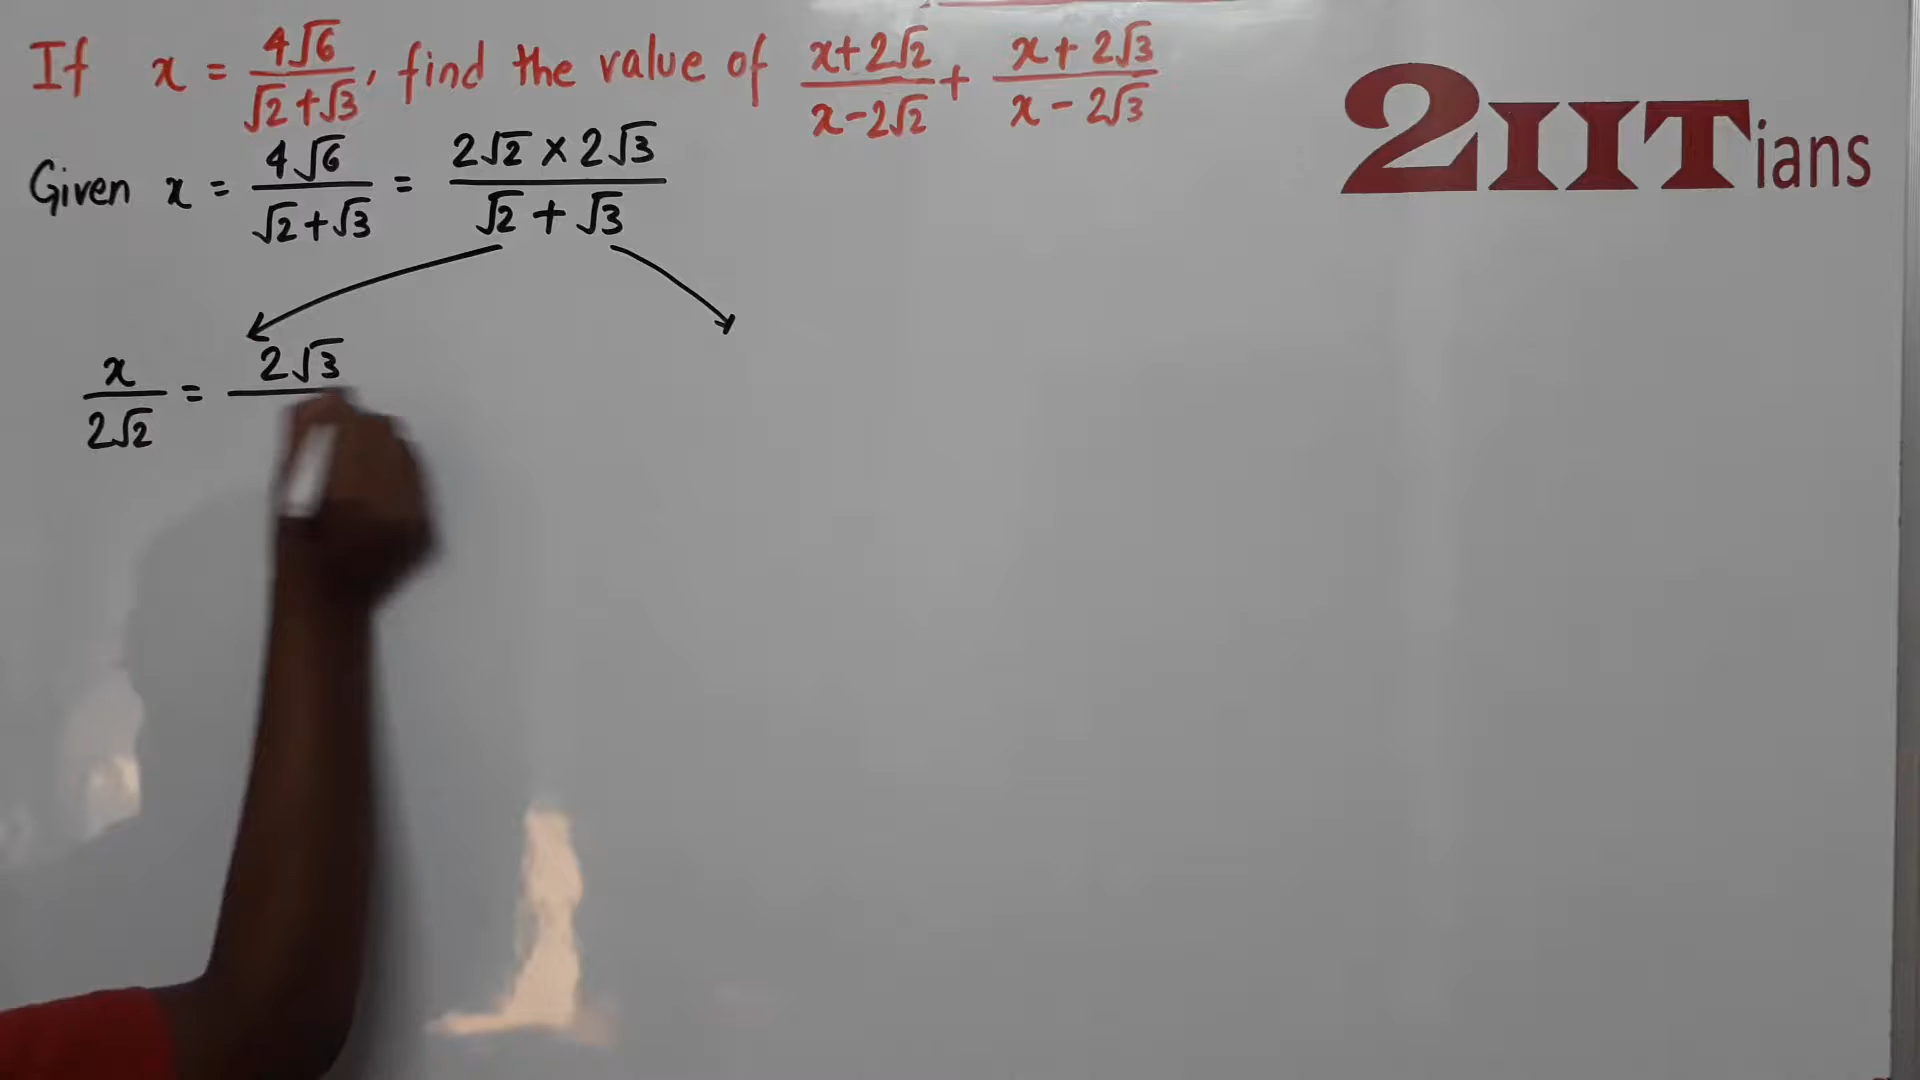 If x = 4√6/(√2+√3), find the value of (x+2√2)/(x-2√2) + (x+2√3)/(x-2√3)
2IITians
Given x = 4√6/(√2+√3) = (2√2 × 2√3)/(√2+√3)
x/(2√2) = 2√3/